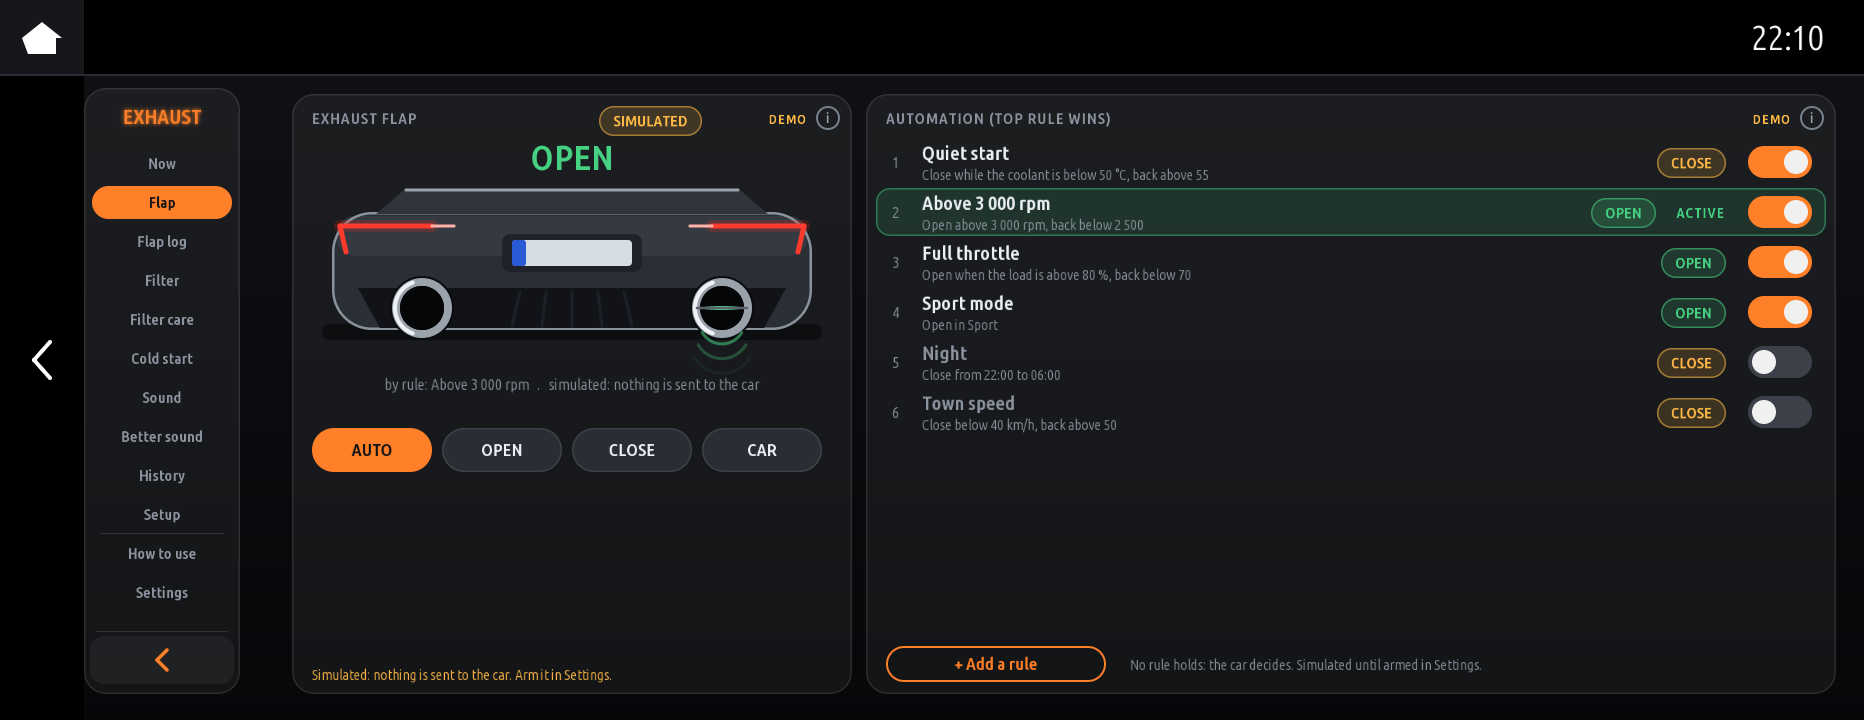 22:10
EXHAUST
Now
Flap
Flap log
Filter
Filter care
Cold start
Sound
Better sound
History
Setup
How to use
Settings
EXHAUST FLAP
SIMULATED
DEMO
i
OPEN
by rule: Above 3 000 rpm . simulated: nothing is sent to the car
AUTO
OPEN
CLOSE
CAR
Simulated: nothing is sent to the car. Arm it in Settings.
AUTOMATION (TOP RULE WINS)
DEMO
i
1
Quiet start
Close while the coolant is below 50 °C, back above 55
CLOSE
2
Above 3 000 rpm
Open above 3 000 rpm, back below 2 500
OPEN
ACTIVE
3
Full throttle
Open when the load is above 80 %, back below 70
OPEN
4
Sport mode
Open in Sport
OPEN
5
Night
Close from 22:00 to 06:00
CLOSE
6
Town speed
Close below 40 km/h, back above 50
CLOSE
+ Add a rule
No rule holds: the car decides. Simulated until armed in Settings.